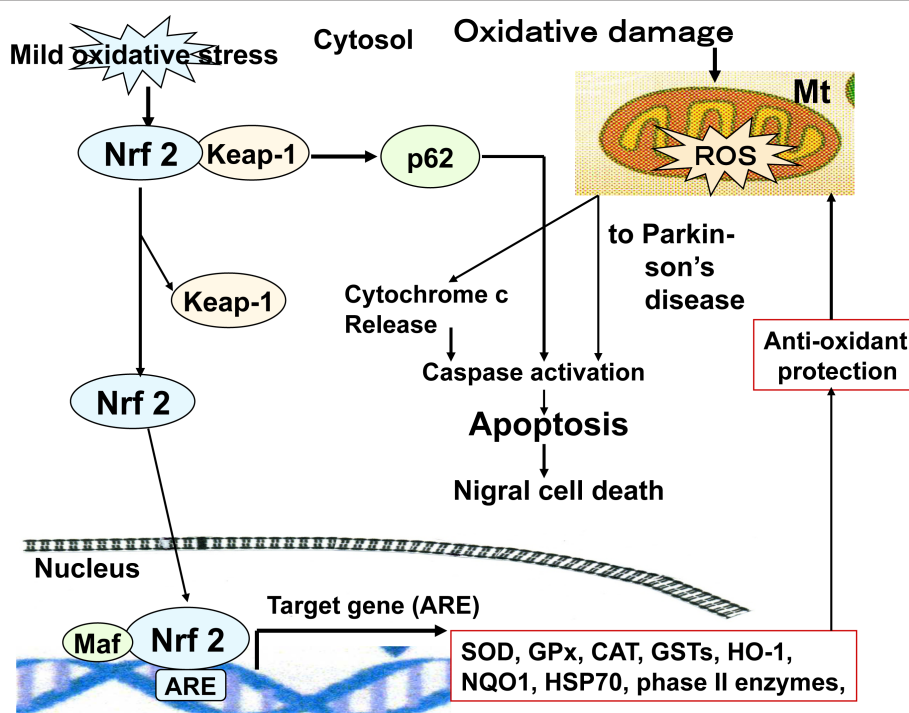 Mild oxidative stress
Cytosol
Oxidative damage
Mt
ROS
Nrf 2
Keap-1
p62
to Parkin-
son's
disease
Keap-1
Cytochrome c
Release
Anti-oxidant
protection
Caspase activation
Nrf 2
Apoptosis
Nigral cell death
Nucleus
Target gene (ARE)
Maf
Nrf 2
ARE
SOD, GPx, CAT, GSTs, HO-1,
NQO1, HSP70, phase II enzymes,